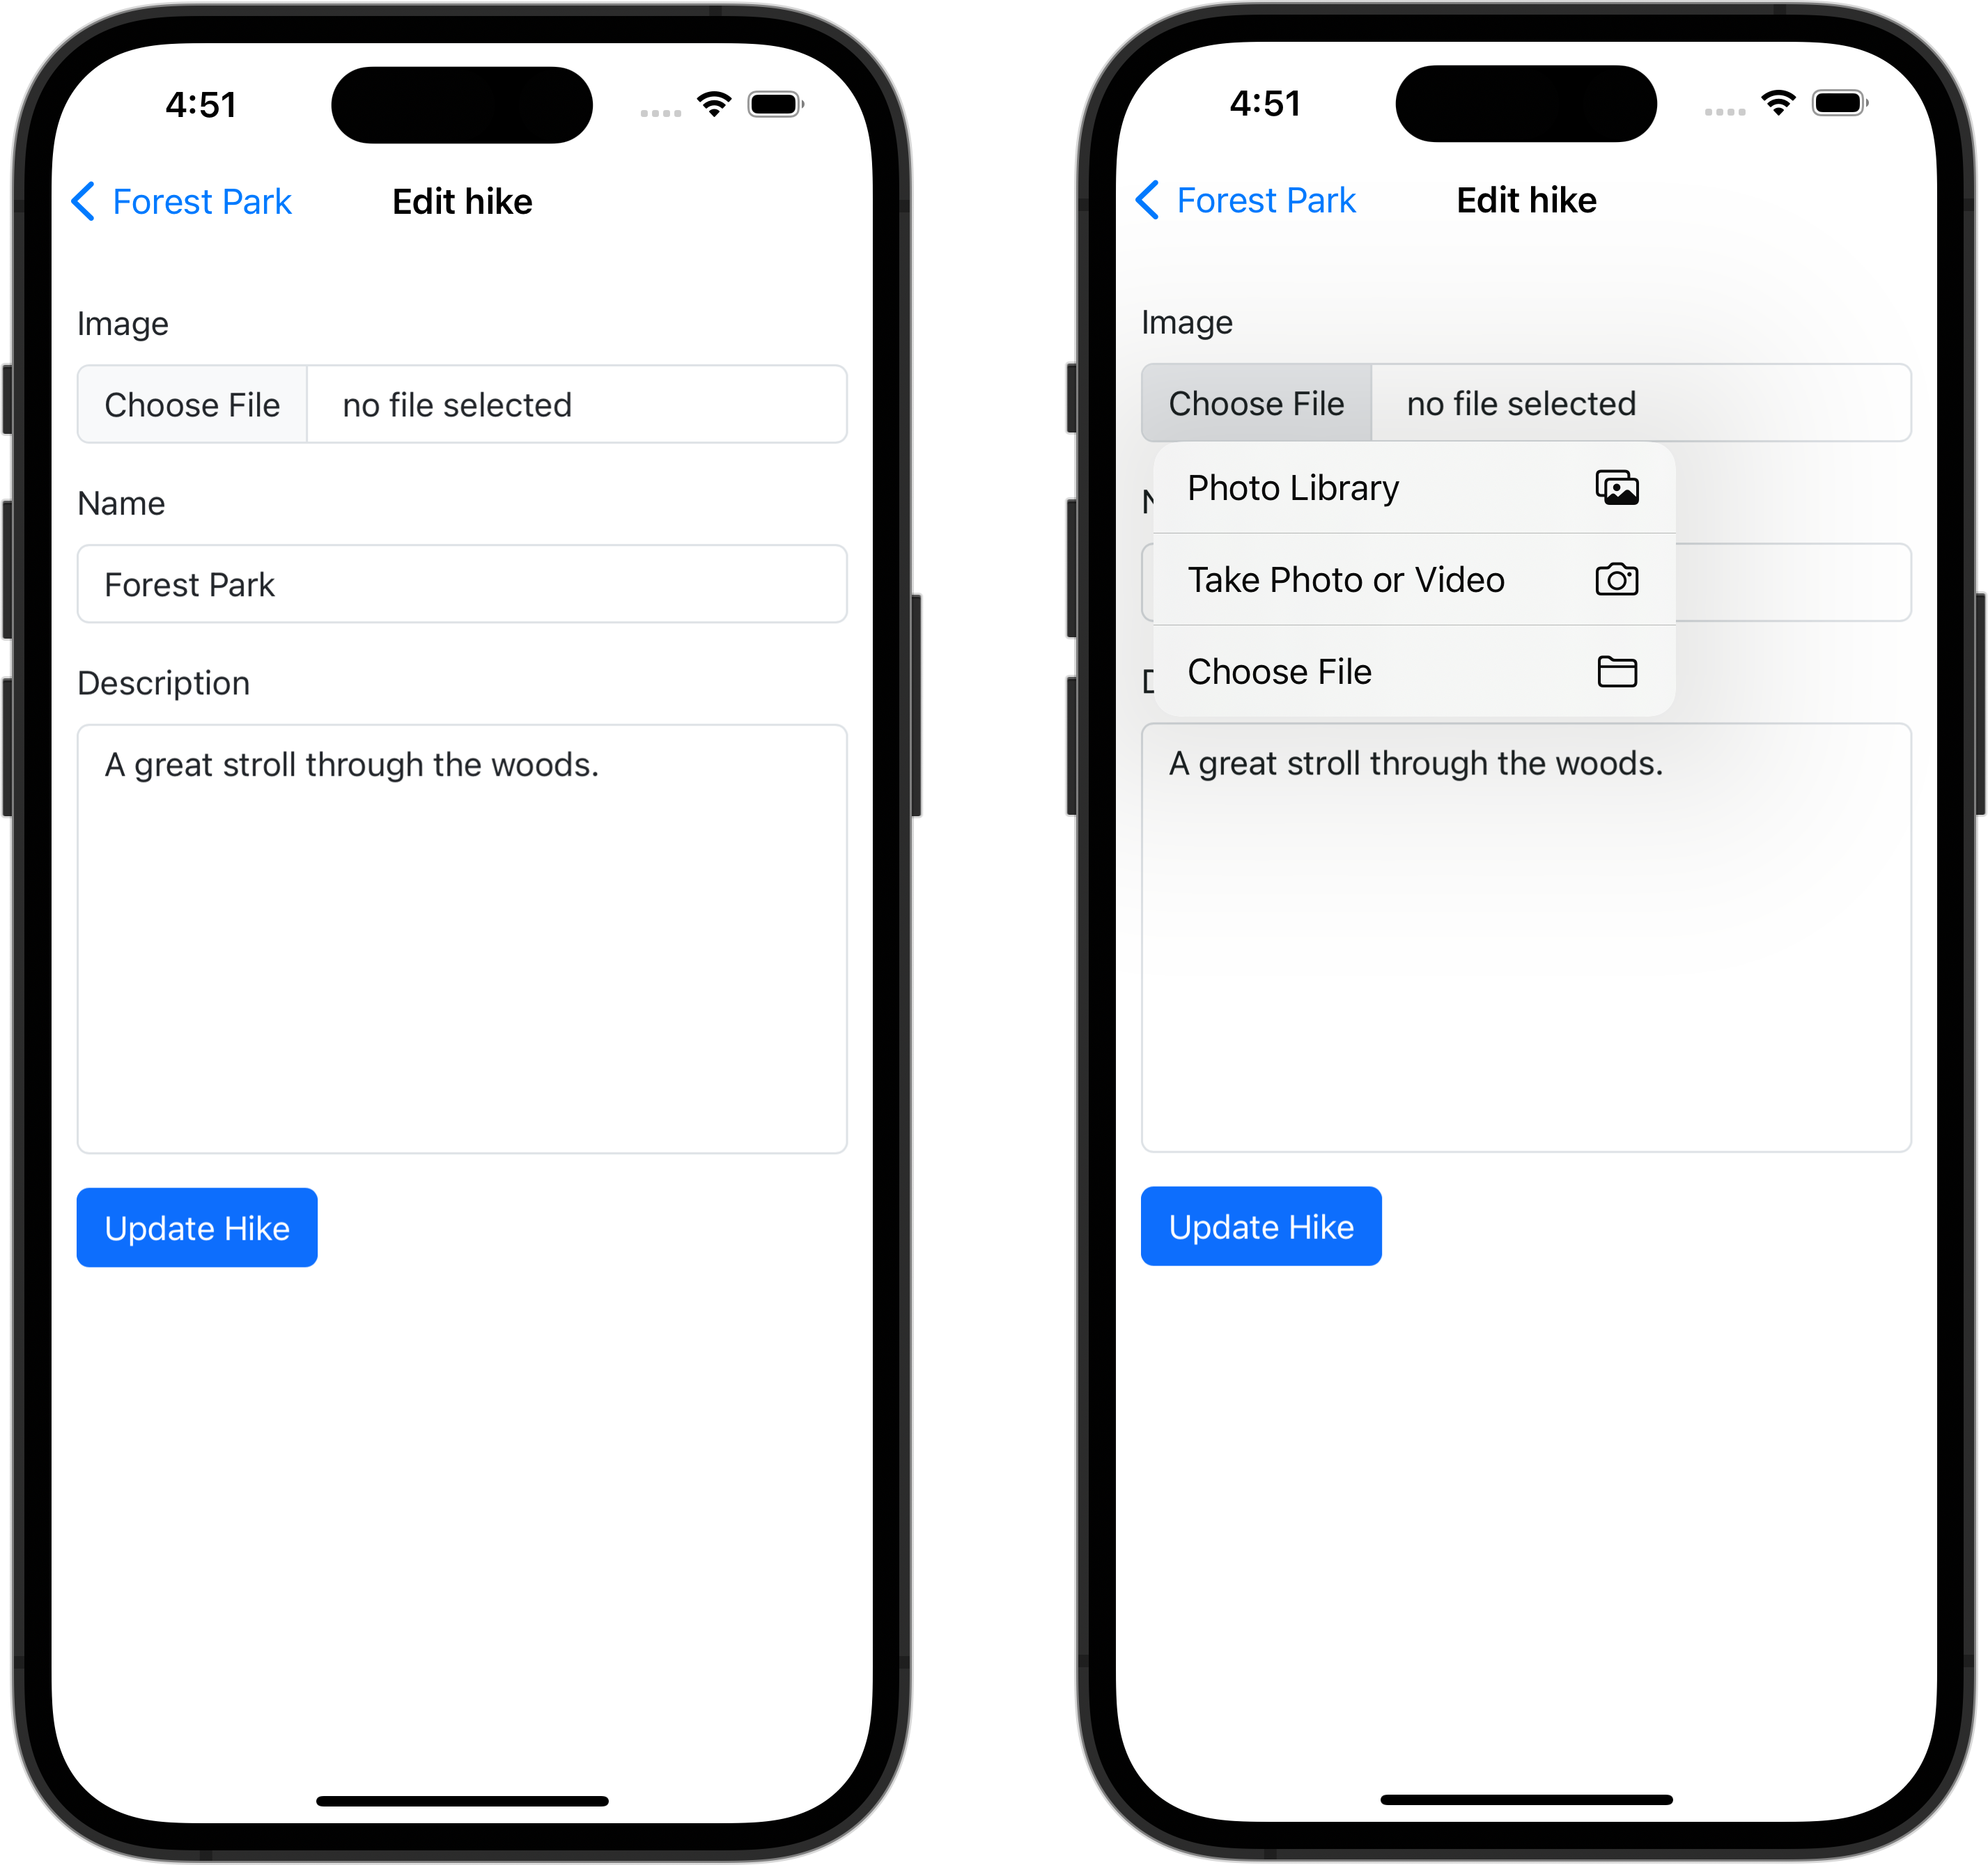 4:51
Forest Park
Edit hike
Image
Choose File
no file selected
Name
Forest Park
Description
A great stroll through the woods.
Update Hike
4:51
Forest Park
Edit hike
Image
Choose File
no file selected
Photo Library
Take Photo or Video
Choose File
A great stroll through the woods.
Update Hike